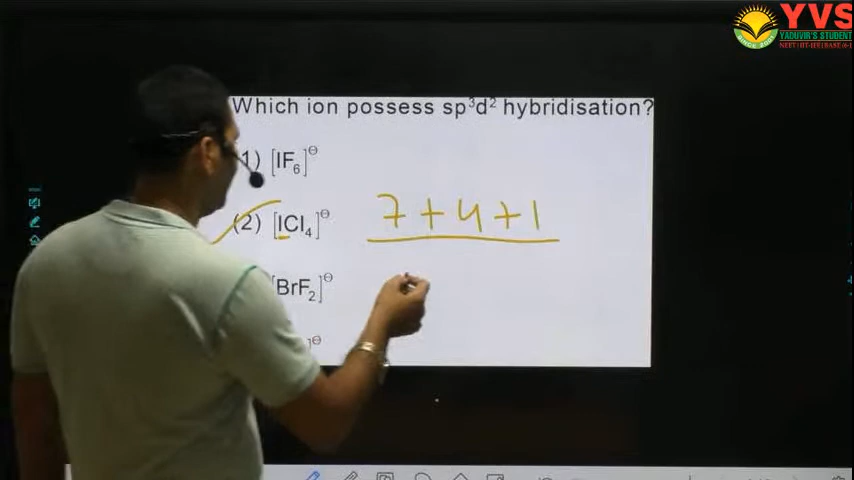 YVS
YADUVIR'S STUDENT
Which ion possess sp³d² hybridisation?
1) [IF₆]⊖
(2) [ICl₄]⊖ 7+4+1
[BrF₂]⊖
]⊖